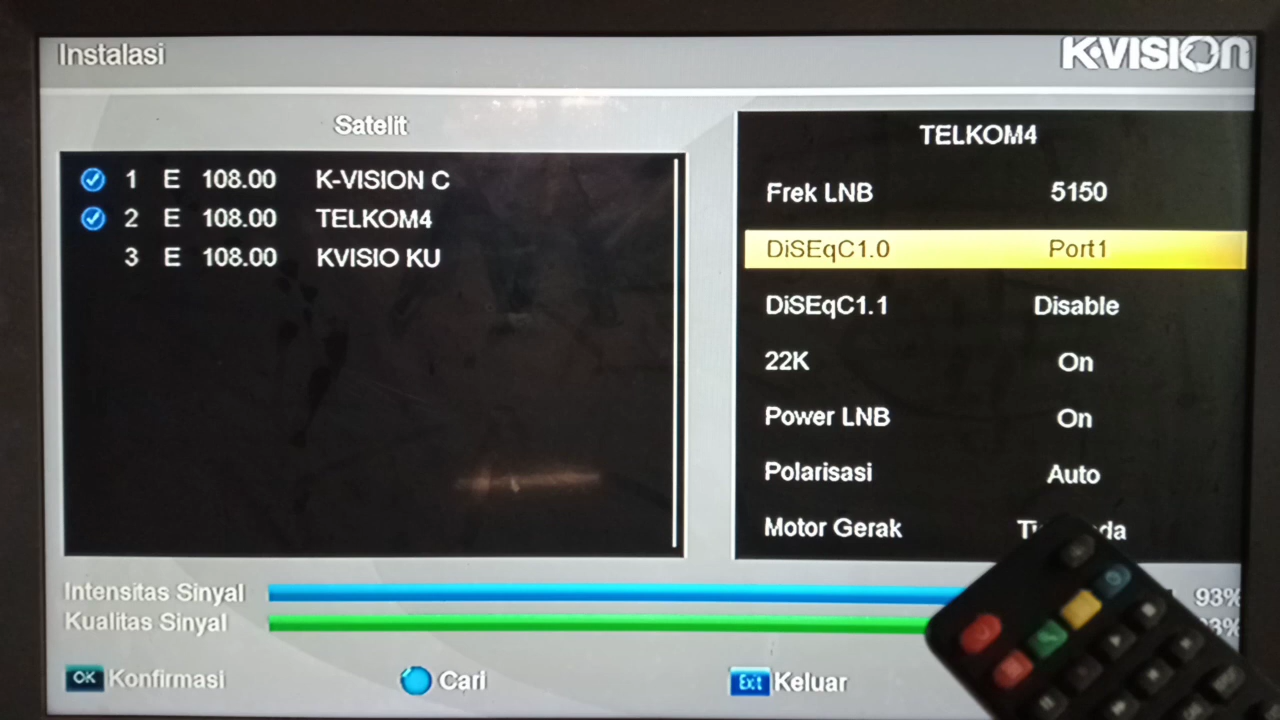 Instalasi
K-VISION
Satelit
1 E 108.00 K-VISION C
2 E 108.00 TELKOM4
3 E 108.00 KVISIO KU
TELKOM4
Frek LNB 5150
DiSEqC1.0 Port1
DiSEqC1.1 Disable
22K On
Power LNB On
Polarisasi Auto
Motor Gerak
Intensitas Sinyal 93%
Kualitas Sinyal
OK Konfirmasi
Cari
Exit Keluar